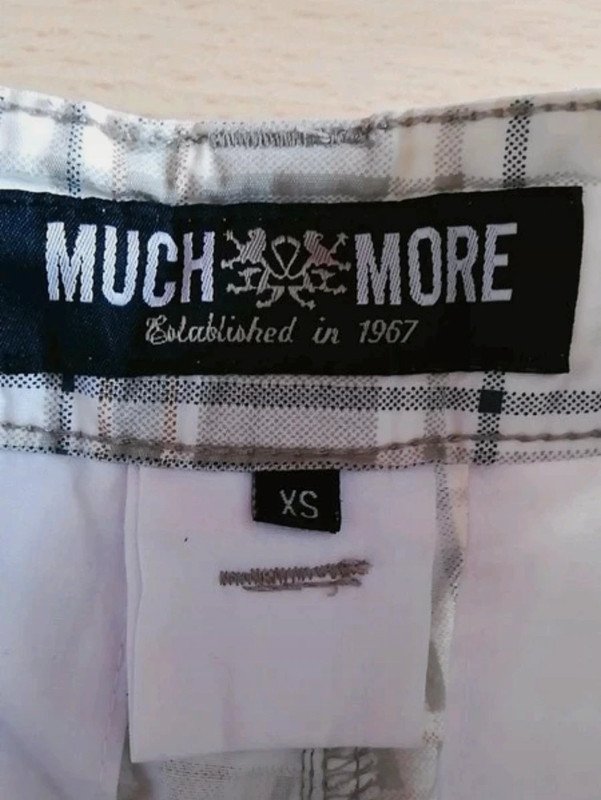 MUCH MORE
Established in 1967
XS